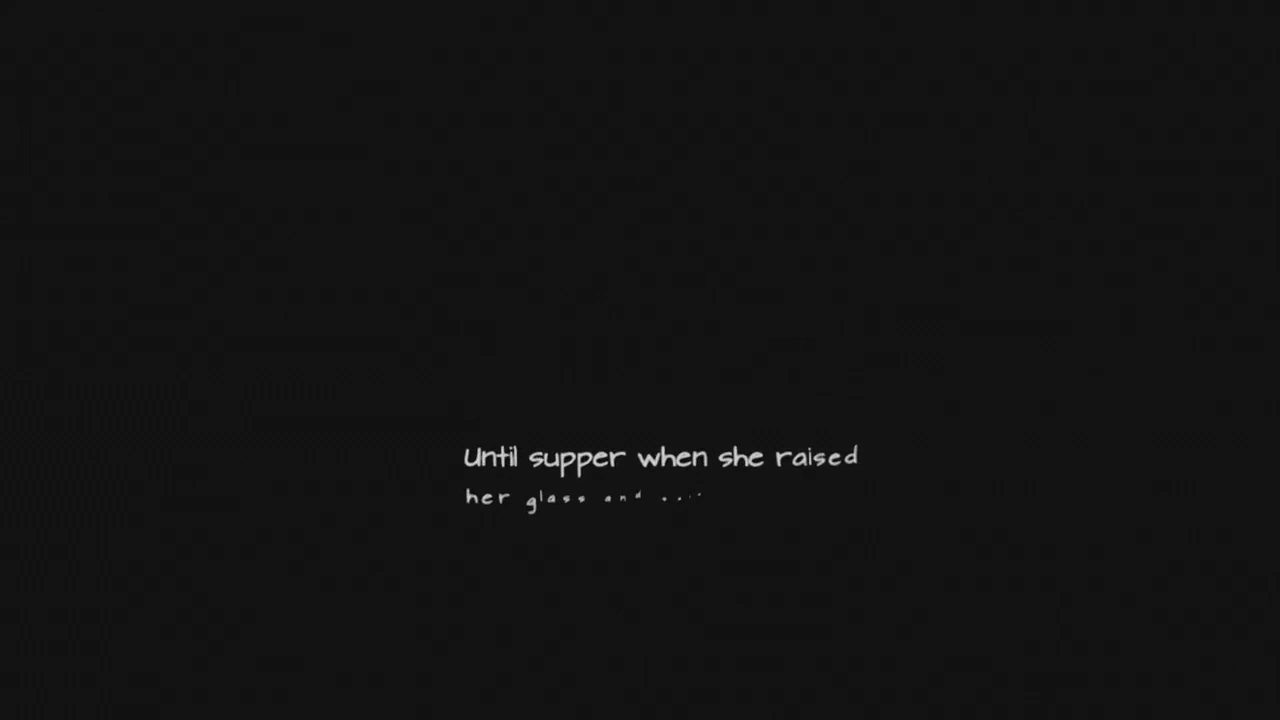 Until supper when she raised
her glass and